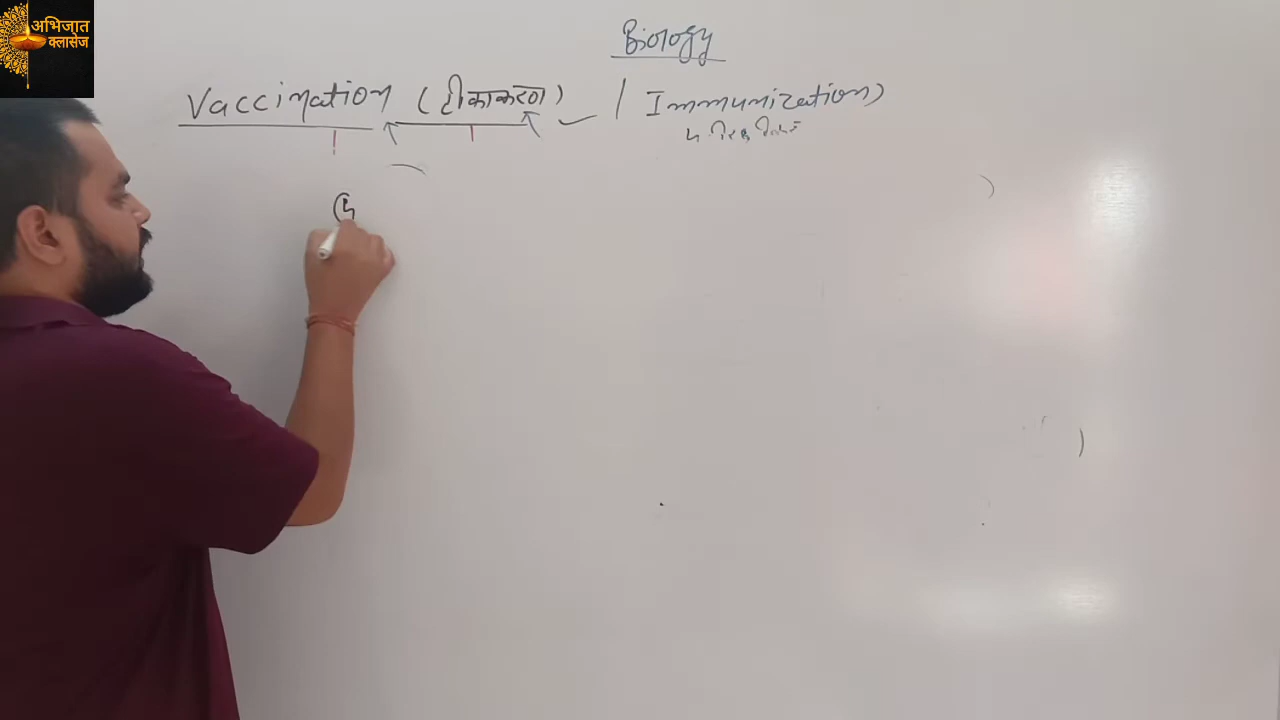 अभिजात
क्लासेज
Biology
Vaccination (टीकाकरण) / Immunization)